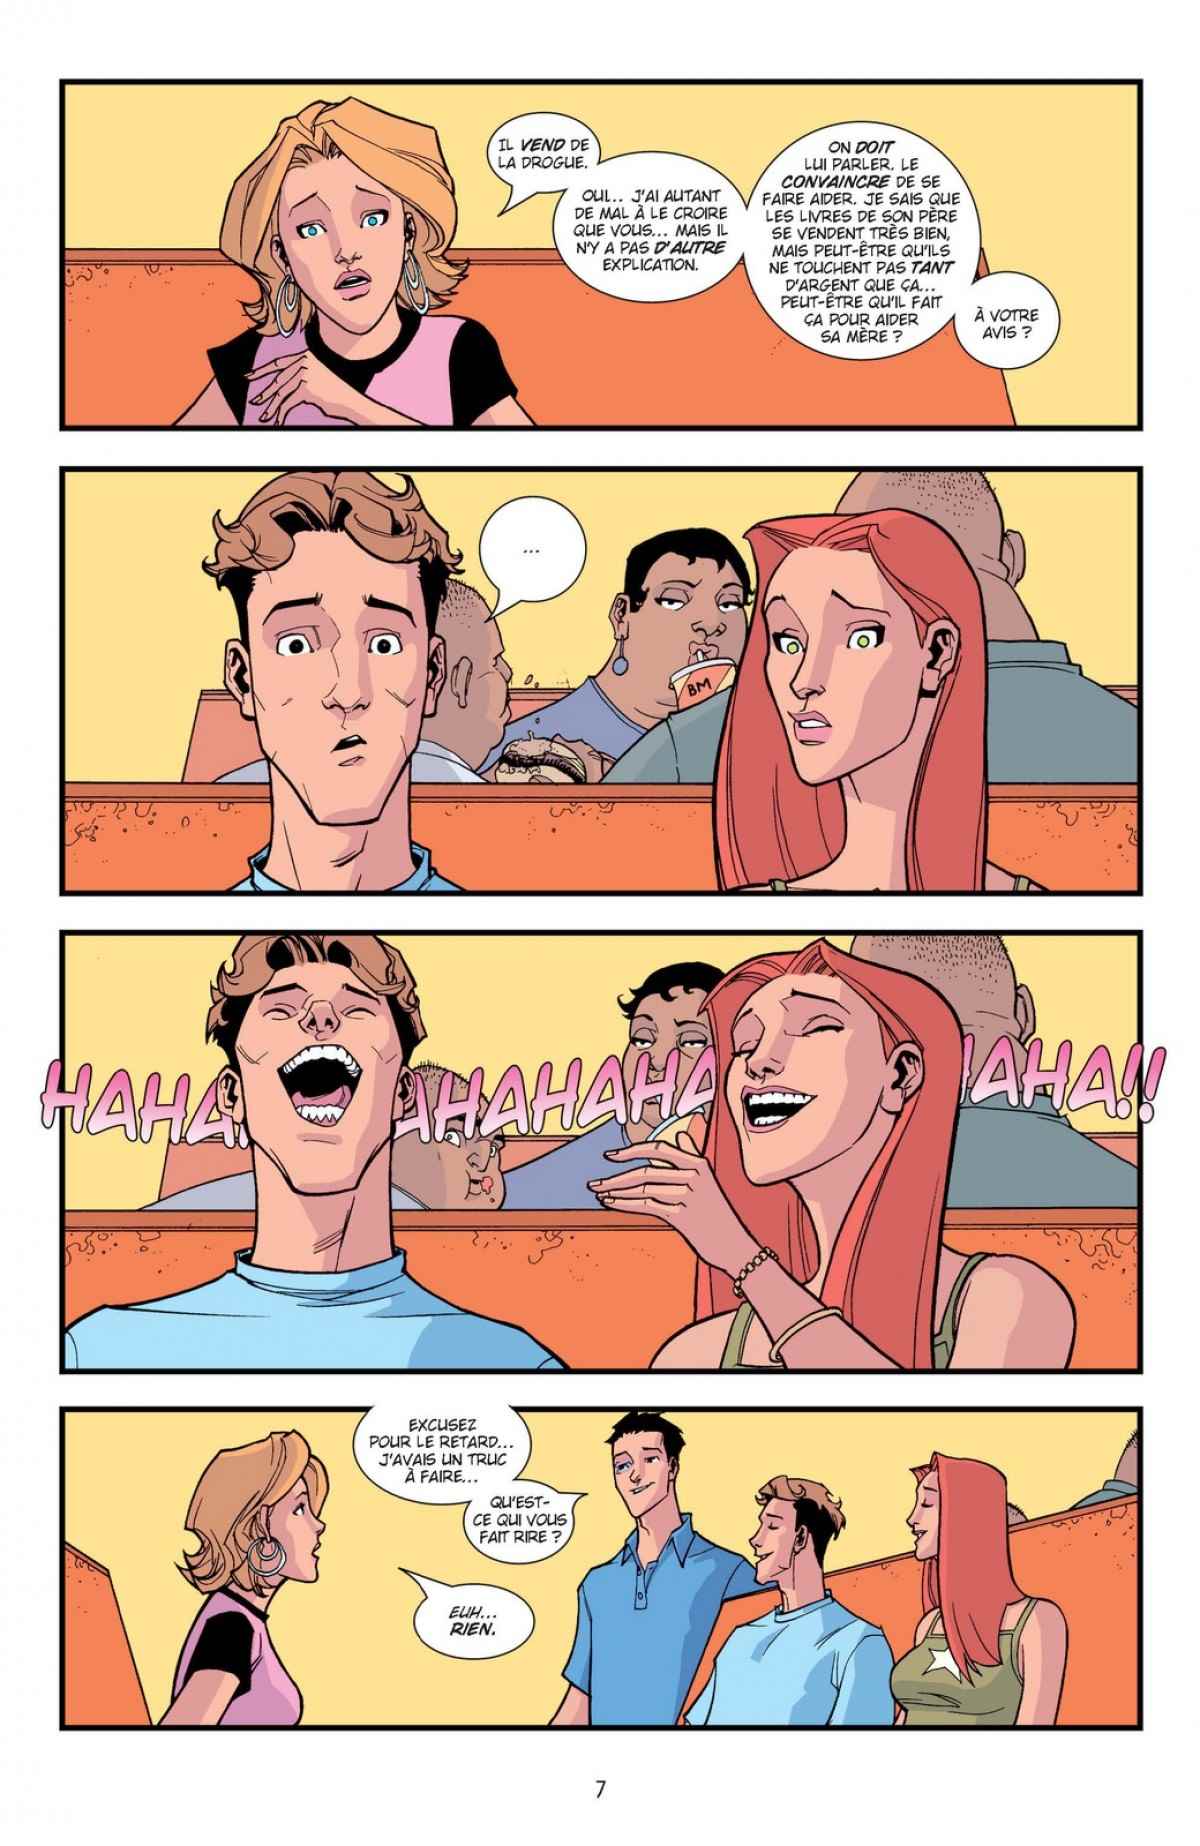 IL VEND DE
LA DROGUE.
OUI... J'AI AUTANT
DE MAL À LE CROIRE
QUE VOUS... MAIS IL
N'Y A PAS D'AUTRE
EXPLICATION.
ON DOIT
LUI PARLER. LE
CONVAINCRE DE SE
FAIRE AIDER. JE SAIS QUE
LES LIVRES DE SON PÈRE
SE VENDENT TRÈS BIEN,
MAIS PEUT-ÊTRE QU'ILS
NE TOUCHENT PAS TANT
D'ARGENT QUE ÇA...
PEUT-ÊTRE QU'IL FAIT
ÇA POUR AIDER
SA MÈRE ?
À VOTRE
AVIS ?
...
BM
HAHA AHAHAHAHA HAHA!!
EXCUSEZ
POUR LE RETARD...
J'AVAIS UN TRUC
À FAIRE...
QU'EST-
CE QUI VOUS
FAIT RIRE ?
EUH...
RIEN.
7